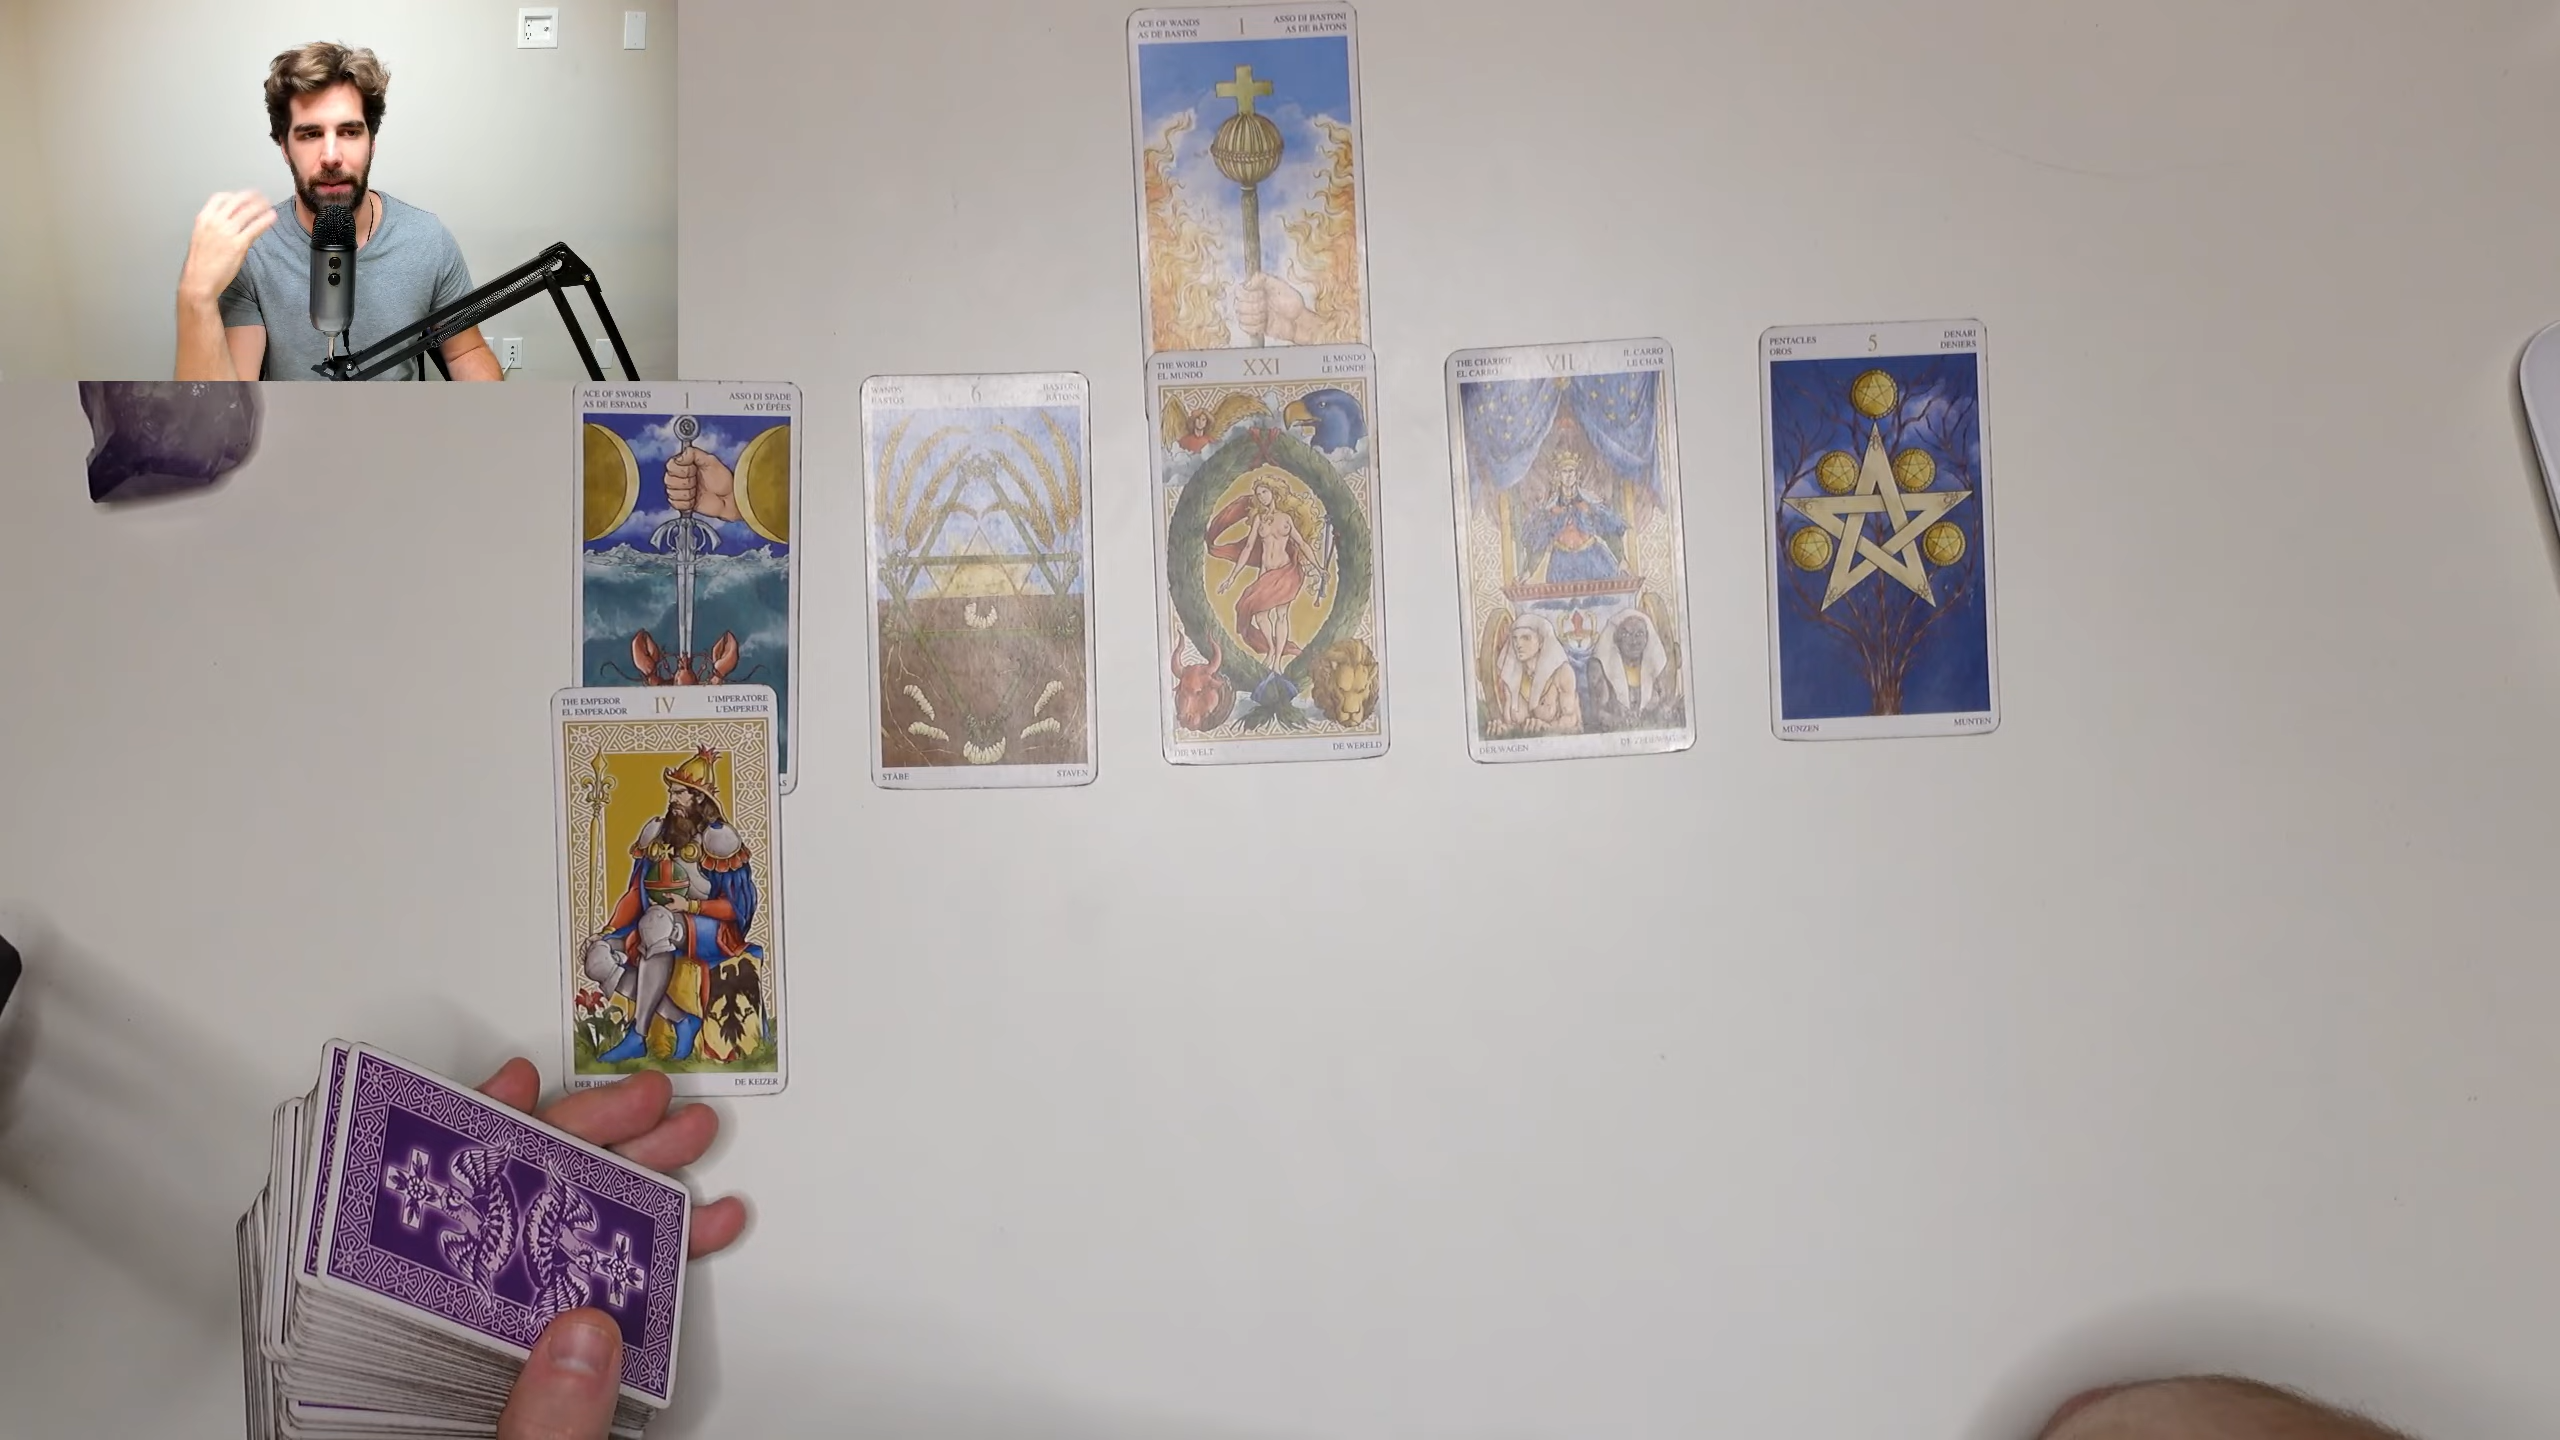 ACE OF WANDS
AS DE BASTOS
1
ASSO DI BASTONI
AS DE BÂTONS
ACE OF SWORDS
AS DE ESPADAS
1
ASSO DI SPADE
AS D'ÉPÉES
WANDS
BASTOS
6
BASTONI
BÂTONS
STÄBE
STAVEN
THE WORLD
EL MUNDO
XXI
IL MONDO
LE MONDE
DIE WELT
DE WERELD
THE CHARIOT
EL CARRO
VII
IL CARRO
LE CHAR
DER WAGEN
PENTACLES
OROS
5
DENARI
DENIERS
MÜNZEN
MUNTEN
THE EMPEROR
EL EMPERADOR
IV
L'IMPERATORE
L'EMPEREUR
DER
DE KEIZER